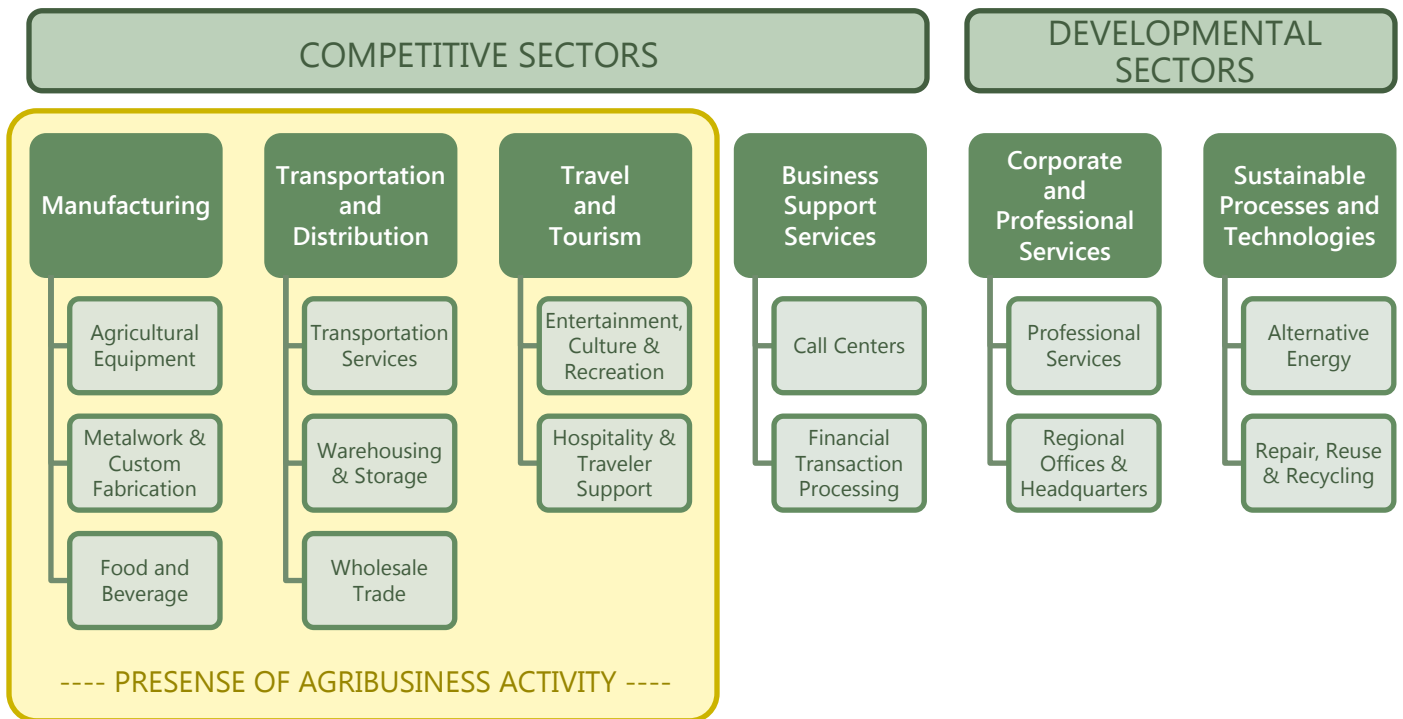 COMPETITIVE SECTORS
DEVELOPMENTAL
SECTORS
Manufacturing
Agricultural
Equipment
Metalwork &
Custom
Fabrication
Food and
Beverage
Transportation
and
Distribution
Transportation
Services
Warehousing
& Storage
Wholesale
Trade
Travel
and
Tourism
Entertainment,
Culture &
Recreation
Hospitality &
Traveler
Support
---- PRESENSE OF AGRIBUSINESS ACTIVITY ----
Business
Support
Services
Call Centers
Financial
Transaction
Processing
Corporate
and
Professional
Services
Professional
Services
Regional
Offices &
Headquarters
Sustainable
Processes and
Technologies
Alternative
Energy
Repair, Reuse
& Recycling